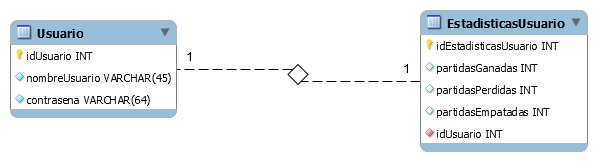 Usuario
idUsuario INT
nombreUsuario VARCHAR(45)
contrasena VARCHAR(64)
1
1
EstadisticasUsuario
idEstadisticasUsuario INT
partidasGanadas INT
partidasPerdidas INT
partidasEmpatadas INT
idUsuario INT